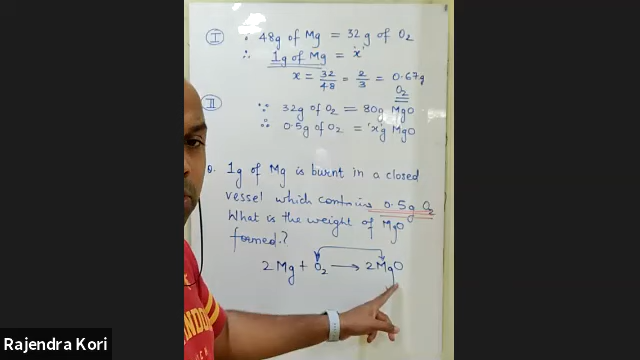 I ∵ 48g of Mg = 32g of O₂
∴ 1g of Mg = 'x'
x = 32/48 = 2/3 = 0.67g
O₂
II ∵ 32g of O₂ = 80g MgO
∴ 0.5g of O₂ = 'x'g MgO
Q. 1g of Mg is burnt in a closed
vessel which contains 0.5g O₂
What is the weight of MgO
formed?
2Mg + O₂ → 2MgO
Rajendra Kori